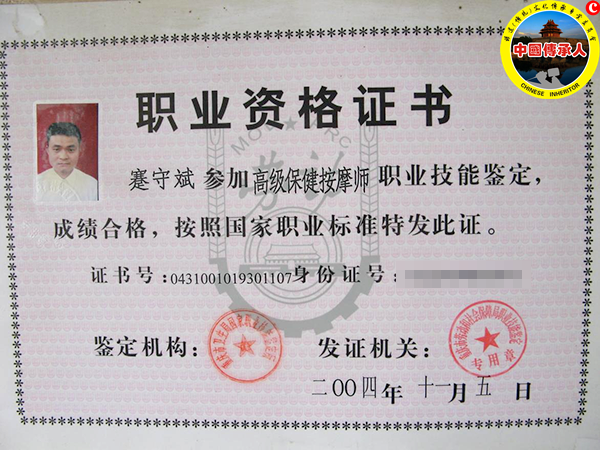 中國傳承人
CHINESE INHERITOR
C
职业资格证书
蹇守斌 参加 高级保健按摩师 职业技能鉴定，
成绩合格，按照国家职业标准特发此证。
证书号：0431001019301107 身份证号：
鉴定机构：
发证机关：
专用章
二00四年 十一月五日